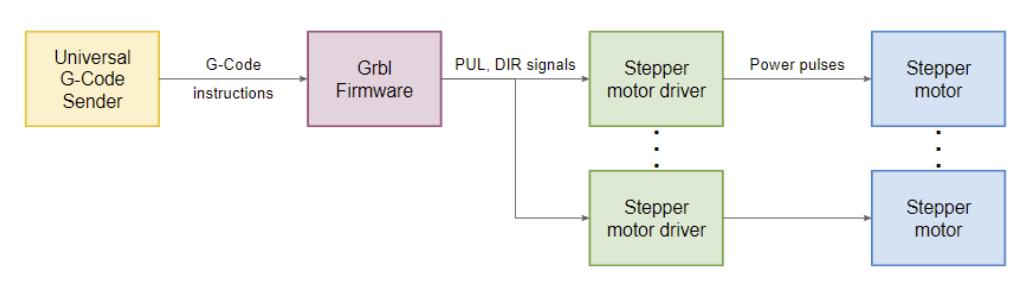 Universal
G-Code
Sender
G-Code
instructions
Grbl
Firmware
PUL, DIR signals
Stepper
motor driver
Power pulses
Stepper
motor
Stepper
motor driver
Stepper
motor